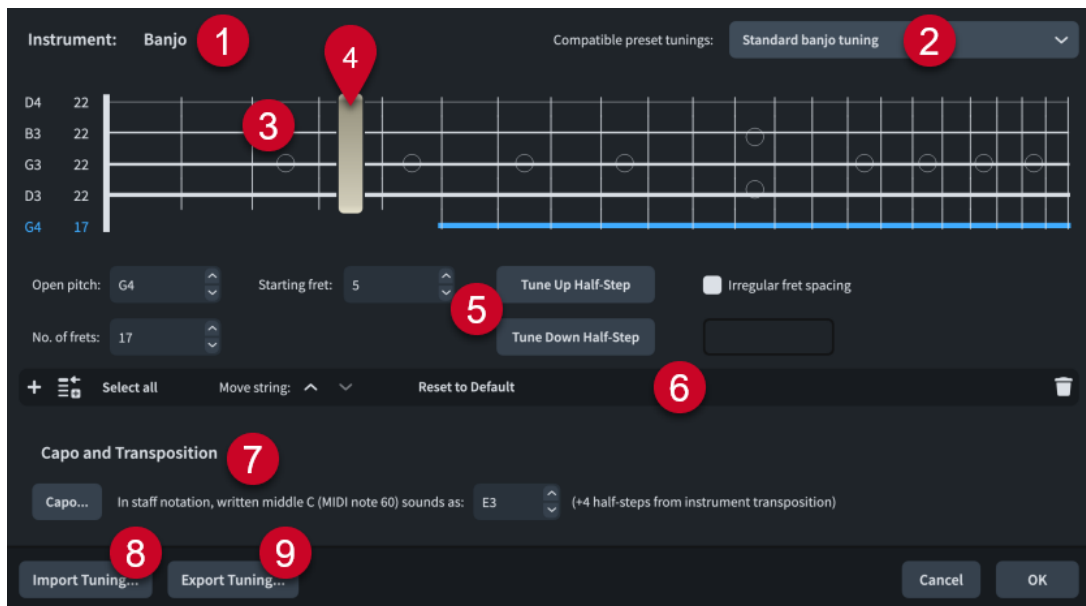 Instrument: Banjo 1 Compatible preset tunings: Standard banjo tuning 2
4
D4 22
3
B3 22
G3 22
D3 22
G4 17
Open pitch: G4 Starting fret: 5 Tune Up Half-Step Irregular fret spacing
5
No. of frets: 17 Tune Down Half-Step
Select all Move string: Reset to Default 6
Capo and Transposition 7
Capo... In staff notation, written middle C (MIDI note 60) sounds as: E3 (+4 half-steps from instrument transposition)
8 9
Import Tuning... Export Tuning... Cancel OK